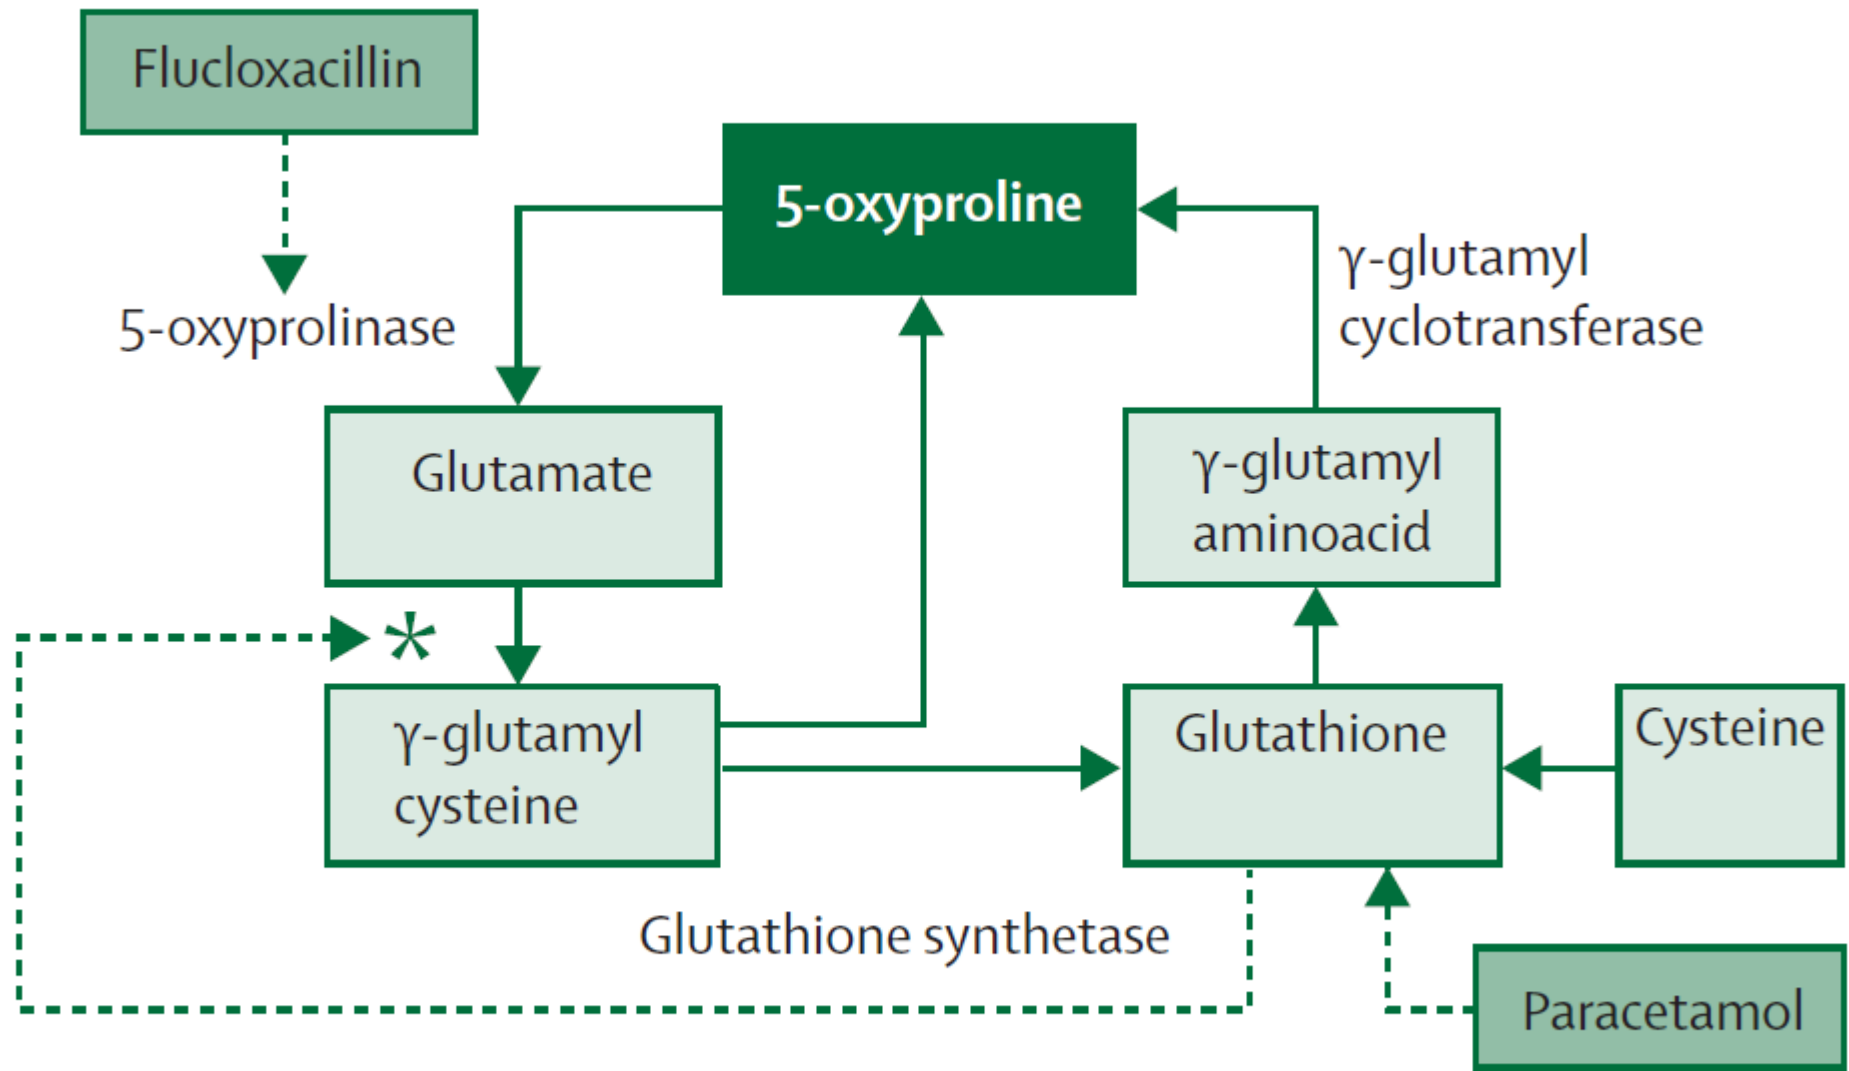 Flucloxacillin
5-oxyprolinase
5-oxyproline
γ-glutamyl
cyclotransferase
Glutamate
γ-glutamyl
aminoacid
*
γ-glutamyl
cysteine
Glutathione
Cysteine
Glutathione synthetase
Paracetamol